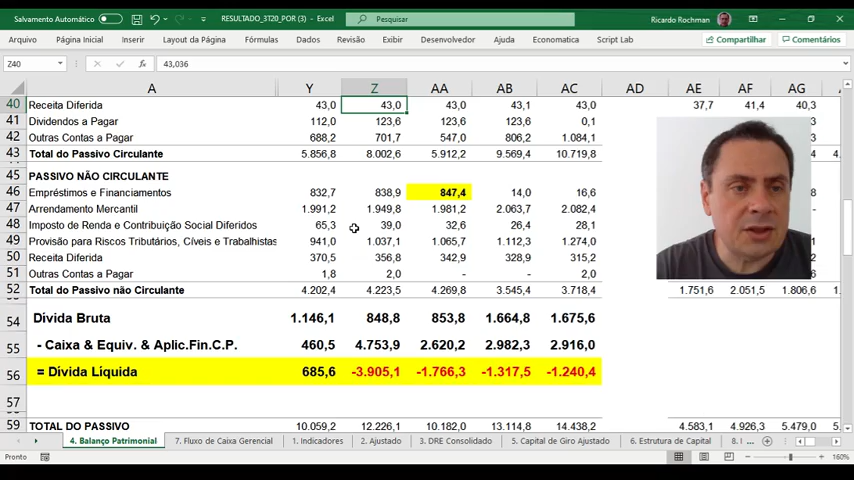 Salvamento Automático RESULTADO_3T20_POR (3) - Excel Pesquisar Ricardo Rochman
Arquivo Página Inicial Inserir Layout da Página Fórmulas Dados Revisão Exibir Desenvolvedor Ajuda Economatica Script Lab Compartilhar Comentários
Z40 fx 43,036
A Y Z AA AB AC AD AE AF AG
40 Receita Diferida 43,0 43,0 43,0 43,1 43,0 37,7 41,4 40,3
41 Dividendos a Pagar 112,0 123,6 123,6 123,6 0,1
42 Outras Contas a Pagar 688,2 701,7 547,0 806,2 1.084,1
43 Total do Passivo Circulante 5.856,8 8.002,6 5.912,2 9.569,4 10.719,8
45 PASSIVO NÃO CIRCULANTE
46 Empréstimos e Financiamentos 832,7 838,9 847,4 14,0 16,6
47 Arrendamento Mercantil 1.991,2 1.949,8 1.981,2 2.063,7 2.082,4
48 Imposto de Renda e Contribuição Social Diferidos 65,3 39,0 32,6 26,4 28,1
49 Provisão para Riscos Tributários, Cíveis e Trabalhistas 941,0 1.037,1 1.065,7 1.112,3 1.274,0
50 Receita Diferida 370,5 356,8 342,9 328,9 315,2
51 Outras Contas a Pagar 1,8 2,0 - - 2,0
52 Total do Passivo não Circulante 4.202,4 4.223,5 4.269,8 3.545,4 3.718,4 1.751,6 2.051,5 1.806,6
54 Dívida Bruta 1.146,1 848,8 853,8 1.664,8 1.675,6
55 - Caixa & Equiv. & Aplic.Fin.C.P. 460,5 4.753,9 2.620,2 2.982,3 2.916,0
56 = Dívida Líquida 685,6 -3.905,1 -1.766,3 -1.317,5 -1.240,4
57
59 TOTAL DO PASSIVO 10.059,2 12.226,1 10.182,0 13.114,8 14.438,2 4.583,1 4.926,3 5.479,0
4. Balanço Patrimonial 7. Fluxo de Caixa Gerencial 1. Indicadores 2. Ajustado 3. DRE Consolidado 5. Capital de Giro Ajustado 6. Estrutura de Capital
Pronto 160%